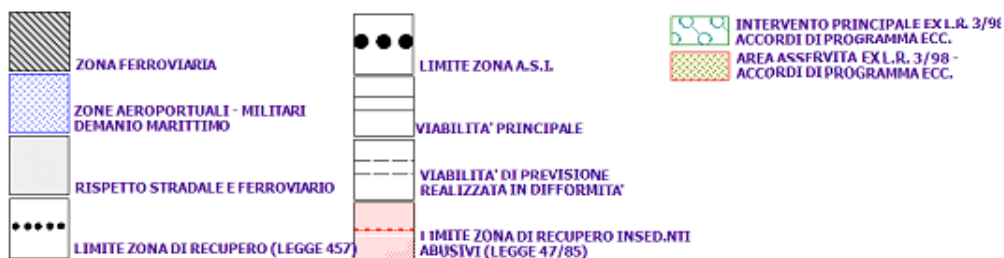 ZONA FERROVIARIA
ZONE AEROPORTUALI - MILITARI
DEMANIO MARITTIMO
RISPETTO STRADALE E FERROVIARIO
LIMITE ZONA DI RECUPERO (LEGGE 457)
LIMITE ZONA A.S.I.
VIABILITA' PRINCIPALE
VIABILITA' DI PREVISIONE
REALIZZATA IN DIFFORMITA'
LIMITE ZONA DI RECUPERO INSED.NTI
ABUSIVI (LEGGE 47/85)
INTERVENTO PRINCIPALE EX L.R. 3/98
ACCORDI DI PROGRAMMA ECC.
AREA ASSERVITA EX L.R. 3/98 -
ACCORDI DI PROGRAMMA ECC.